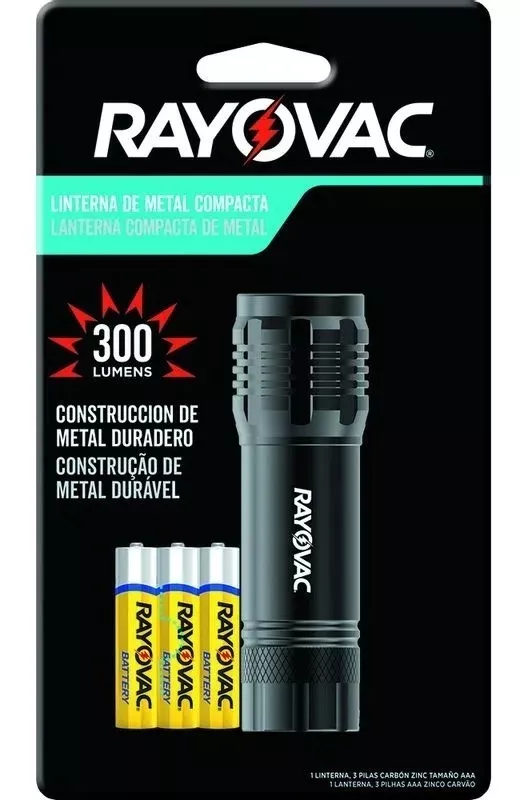 RAYOVAC®
LINTERNA DE METAL COMPACTA
LANTERNA COMPACTA DE METAL
300
LUMENS
CONSTRUCCION DE
METAL DURADERO
CONSTRUÇÃO DE
METAL DURÁVEL
RAYOVAC
RAYOVAC
BATTERY
RAYOVAC
BATTERY
RAYOVAC
BATTERY
1 LINTERNA, 3 PILAS CARBÓN ZINC TAMAÑO AAA
1 LANTERNA, 3 PILHAS AAA ZINCO CARVÃO